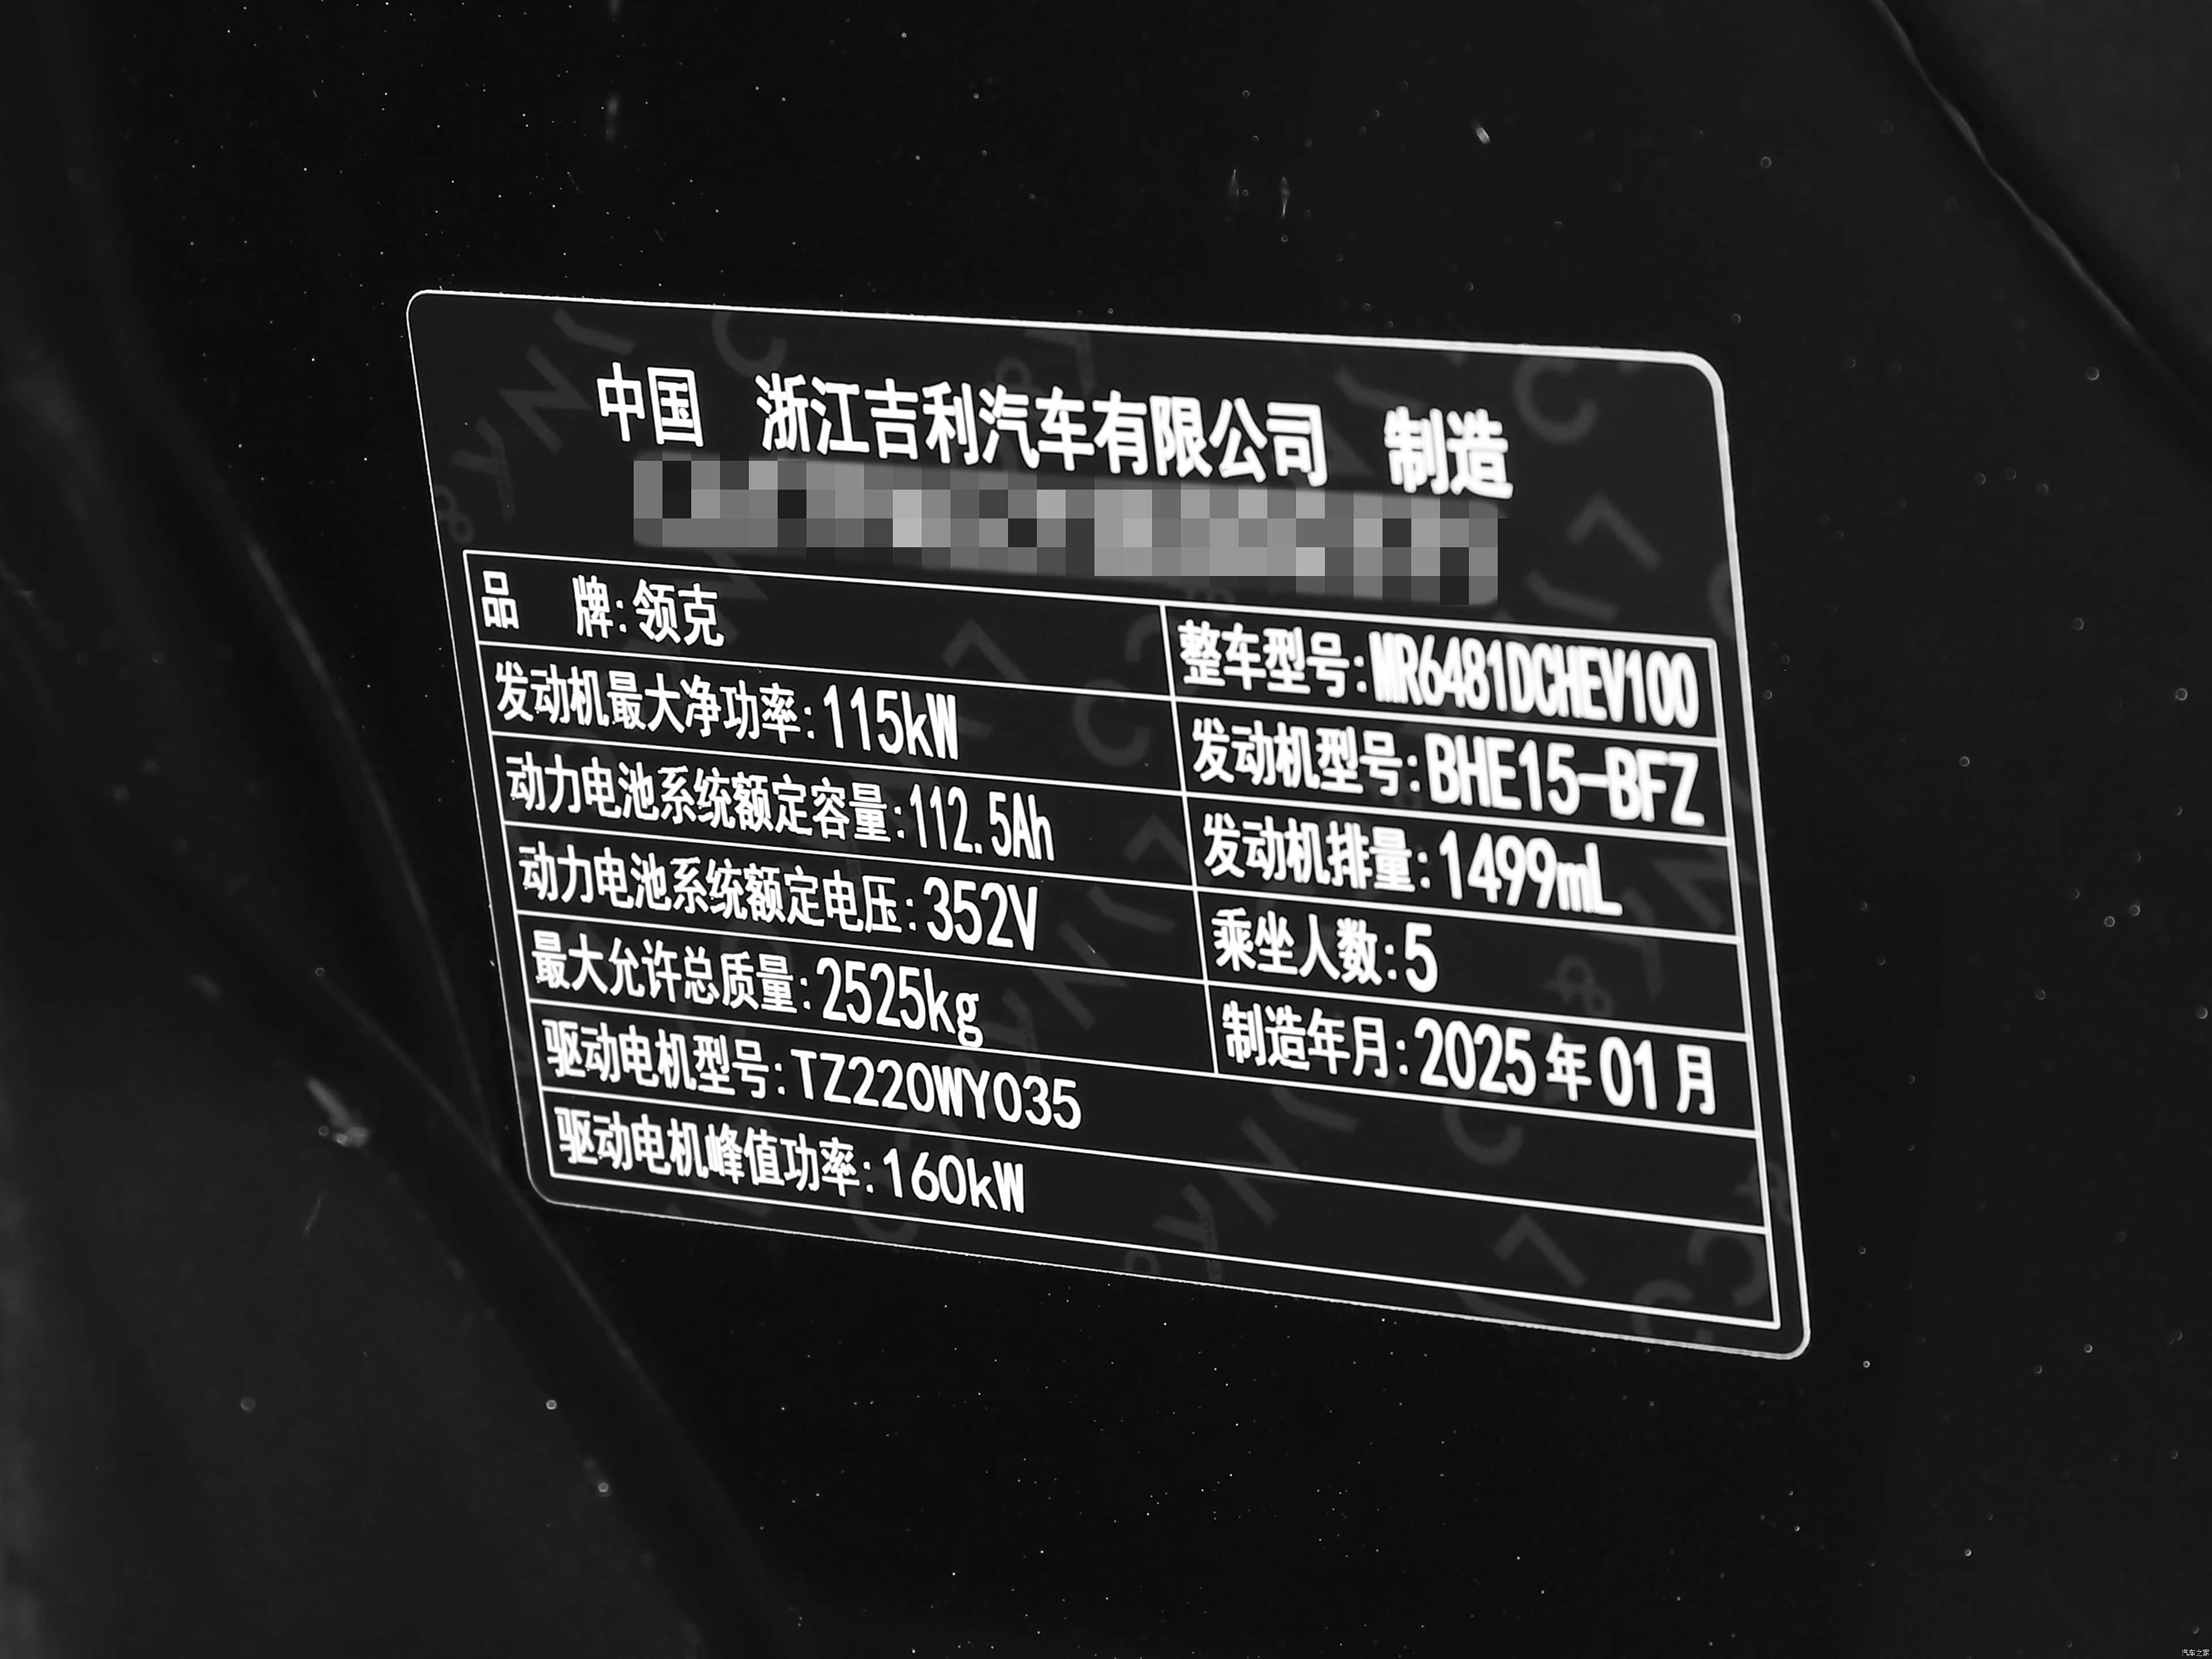 中国 浙江吉利汽车有限公司 制造
品 牌:领克 整车型号:MR6481DCHEV100
发动机最大净功率:115kW 发动机型号:BHE15-BFZ
动力电池系统额定容量:112.5Ah 发动机排量:1499mL
动力电池系统额定电压:352V 乘坐人数:5
最大允许总质量:2525kg 制造年月:2025年01月
驱动电机型号:TZ220WY035
驱动电机峰值功率:160kW
汽车之家